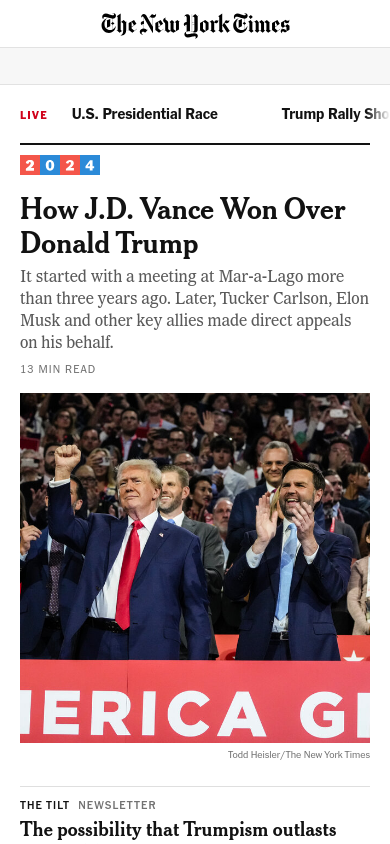 The New York Times
LIVE U.S. Presidential Race Trump Rally Sho
2024
How J.D. Vance Won Over
Donald Trump
It started with a meeting at Mar-a-Lago more
than three years ago. Later, Tucker Carlson, Elon
Musk and other key allies made direct appeals
on his behalf.
13 MIN READ
ERICA G
Todd Heisler/The New York Times
THE TILT NEWSLETTER
The possibility that Trumpism outlasts